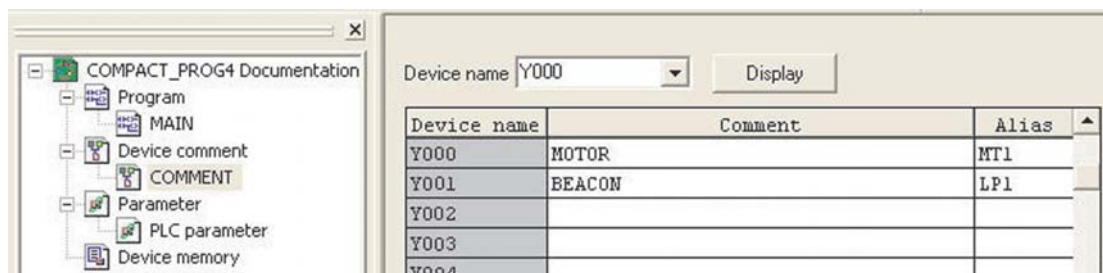 COMPACT_PROG4 Documentation
Program
MAIN
Device comment
COMMENT
Parameter
PLC parameter
Device memory
Device name Y000 Display
Device name Comment Alias
Y000 MOTOR MT1
Y001 BEACON LP1
Y002
Y003
Y004